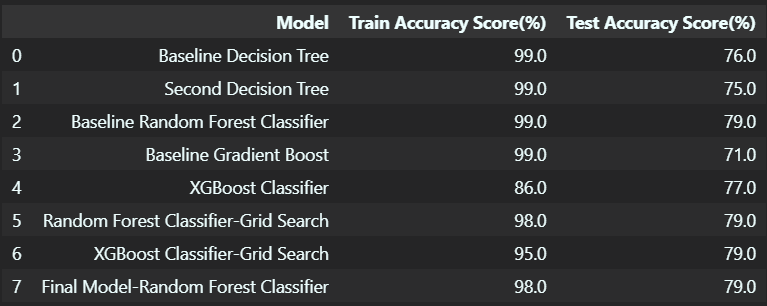 Model Train Accuracy Score(%) Test Accuracy Score(%)
0 Baseline Decision Tree 99.0 76.0
1 Second Decision Tree 99.0 75.0
2 Baseline Random Forest Classifier 99.0 79.0
3 Baseline Gradient Boost 99.0 71.0
4 XGBoost Classifier 86.0 77.0
5 Random Forest Classifier-Grid Search 98.0 79.0
6 XGBoost Classifier-Grid Search 95.0 79.0
7 Final Model-Random Forest Classifier 98.0 79.0